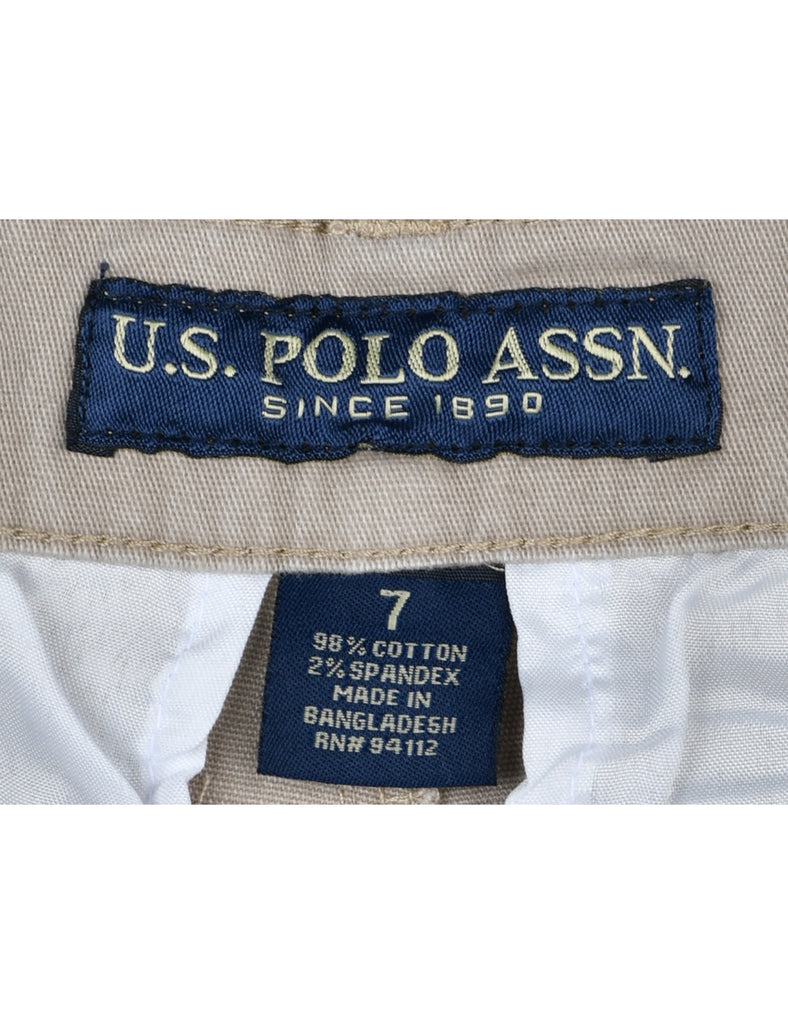 U.S. POLO ASSN.
SINCE 1890
7
98% COTTON
2% SPANDEX
MADE IN
BANGLADESH
RN# 94112